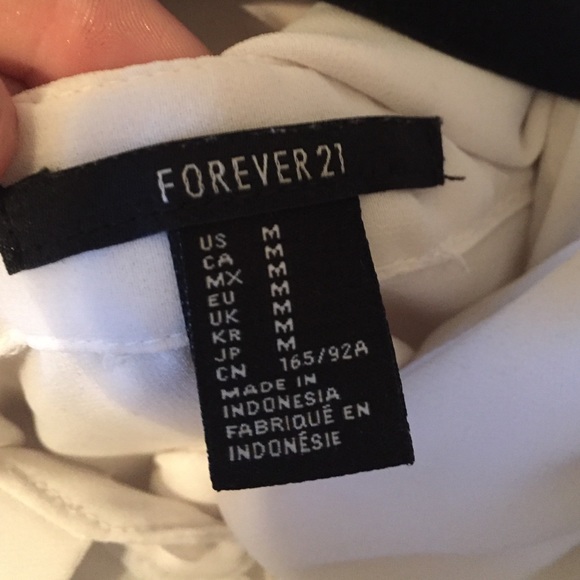 FOREVER 21
US M
CA M
MX M
EU M
UK M
KR M
JP M
CN 165/92A
MADE IN
INDONESIA
FABRIQUÉ EN
INDONÉSIE